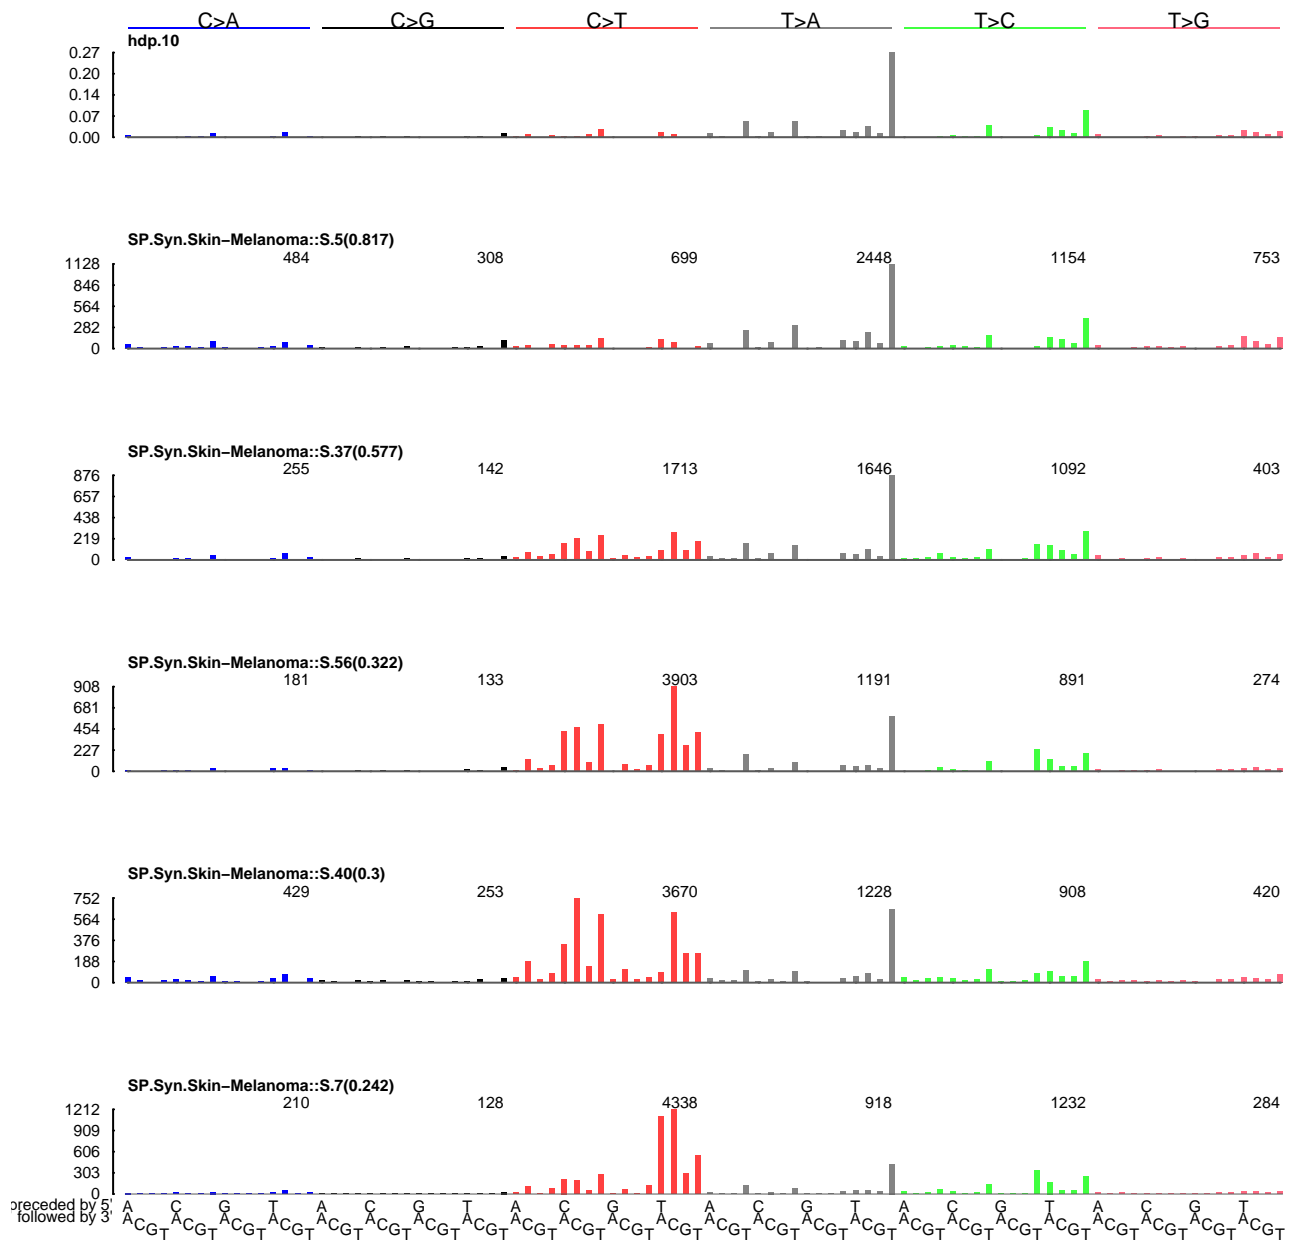 C>A C>G C>T T>A T>C T>G
hdp.10
0.27
0.20
0.14
0.07
0.00
SP.Syn.Skin−Melanoma::S.5(0.817)
484 308 699 2448 1154 753
1128
846
564
282
0
SP.Syn.Skin−Melanoma::S.37(0.577)
255 142 1713 1646 1092 403
876
657
438
219
0
SP.Syn.Skin−Melanoma::S.56(0.322)
181 133 3903 1191 891 274
908
681
454
227
0
SP.Syn.Skin−Melanoma::S.40(0.3)
429 253 3670 1228 908 420
752
564
376
188
0
SP.Syn.Skin−Melanoma::S.7(0.242)
210 128 4338 918 1232 284
1212
909
606
303
0
preceded by 5' A C G T A C G T A C G T A C G T A C G T A C G T
followed by 3' A C G T A C G T A C G T A C G T A C G T A C G T A C G T A C G T A C G T A C G T A C G T A C G T A C G T A C G T A C G T A C G T A C G T A C G T A C G T A C G T A C G T A C G T A C G T A C G T